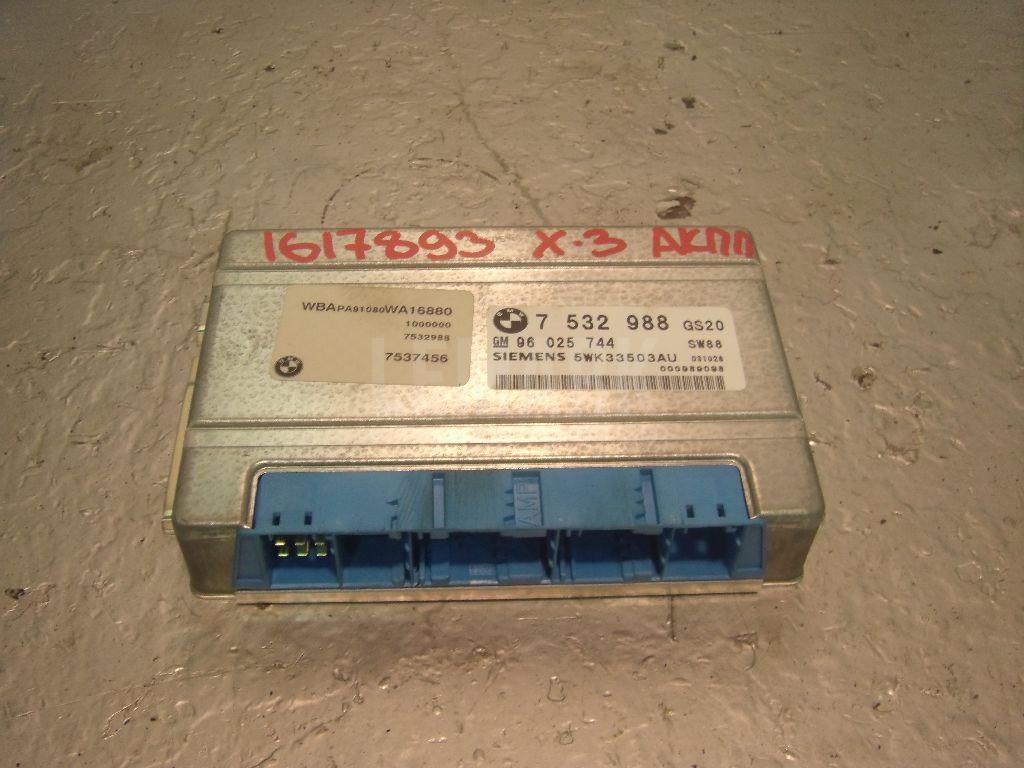 1617893 X-3 АКПП
WBAPA91080WA16880
1000000
7532988
7537456
BMW
7 532 988 GS20
GM 96 025 744 SW88
SIEMENS 5WK33503AU 031028
000989098
AMP